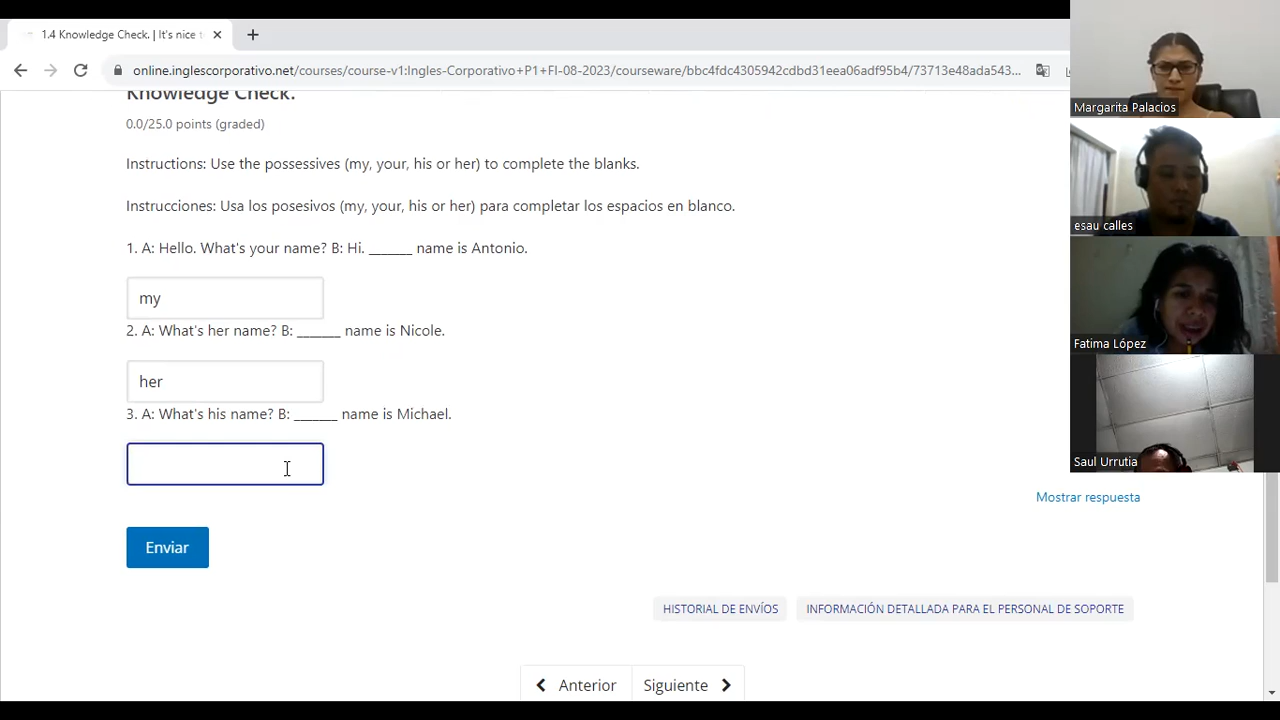 1.4 Knowledge Check. | It's nice t
online.inglescorporativo.net/courses/course-v1:Ingles-Corporativo+P1+FI-08-2023/courseware/bbc4fdc4305942cdbd31eea06adf95b4/73713e48ada543...
Knowledge Check.
0.0/25.0 points (graded)
Instructions: Use the possessives (my, your, his or her) to complete the blanks.
Instrucciones: Usa los posesivos (my, your, his or her) para completar los espacios en blanco.
1. A: Hello. What's your name? B: Hi. _______ name is Antonio.
my
2. A: What's her name? B: _______ name is Nicole.
her
3. A: What's his name? B: _______ name is Michael.
Mostrar respuesta
Enviar
HISTORIAL DE ENVÍOS
INFORMACIÓN DETALLADA PARA EL PERSONAL DE SOPORTE
Anterior
Siguiente
Margarita Palacios
esau calles
Fatima López
Saul Urrutia